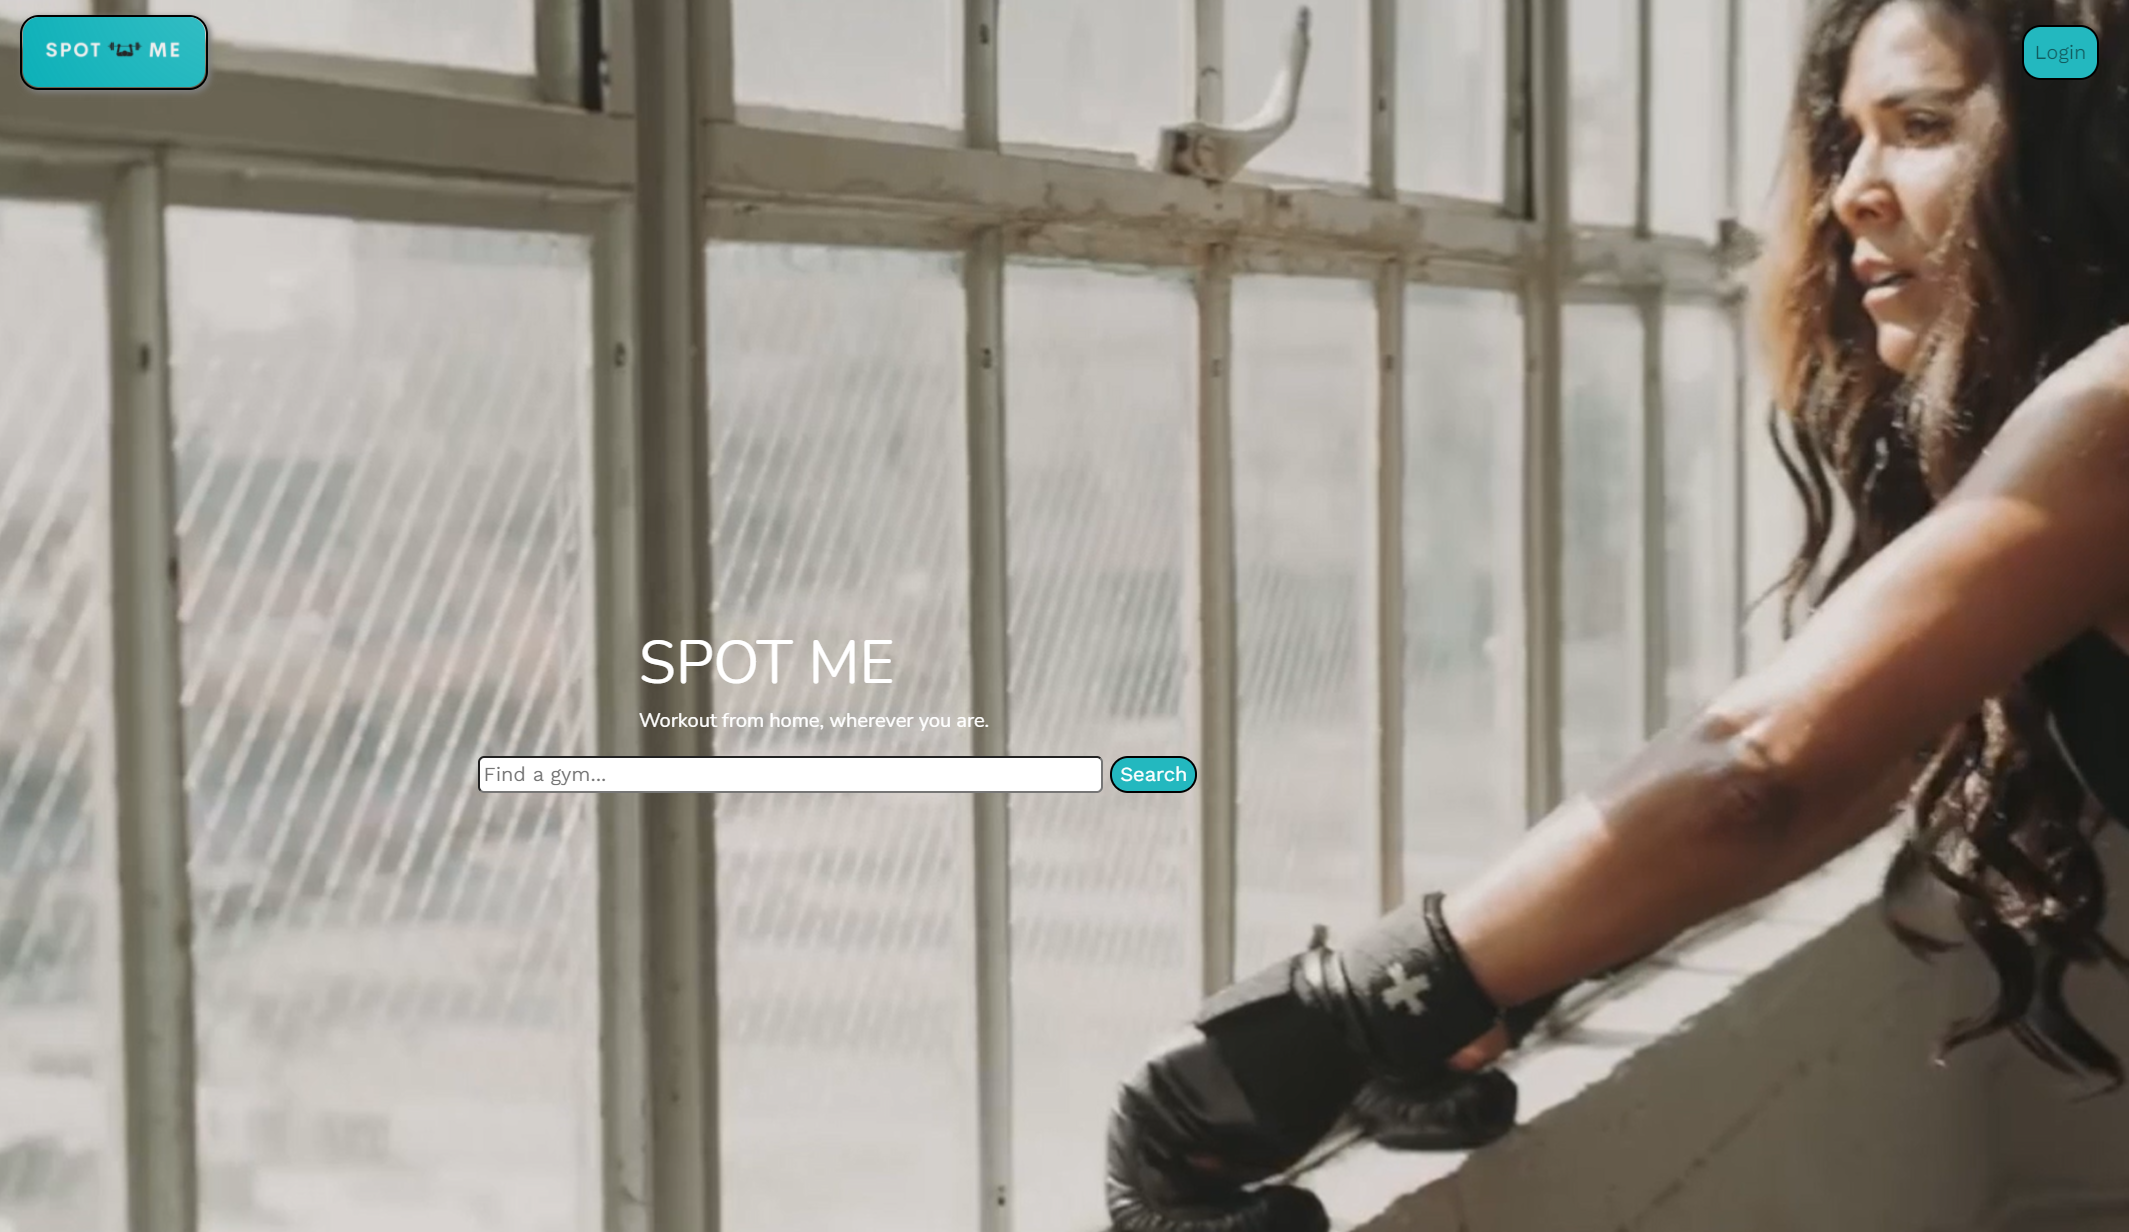 SPOT ME
Login
SPOT ME
Workout from home, wherever you are.
Find a gym...
Search